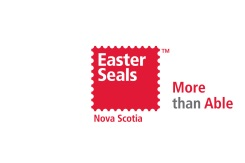 Easter
Seals
TM
Nova Scotia
More
than Able